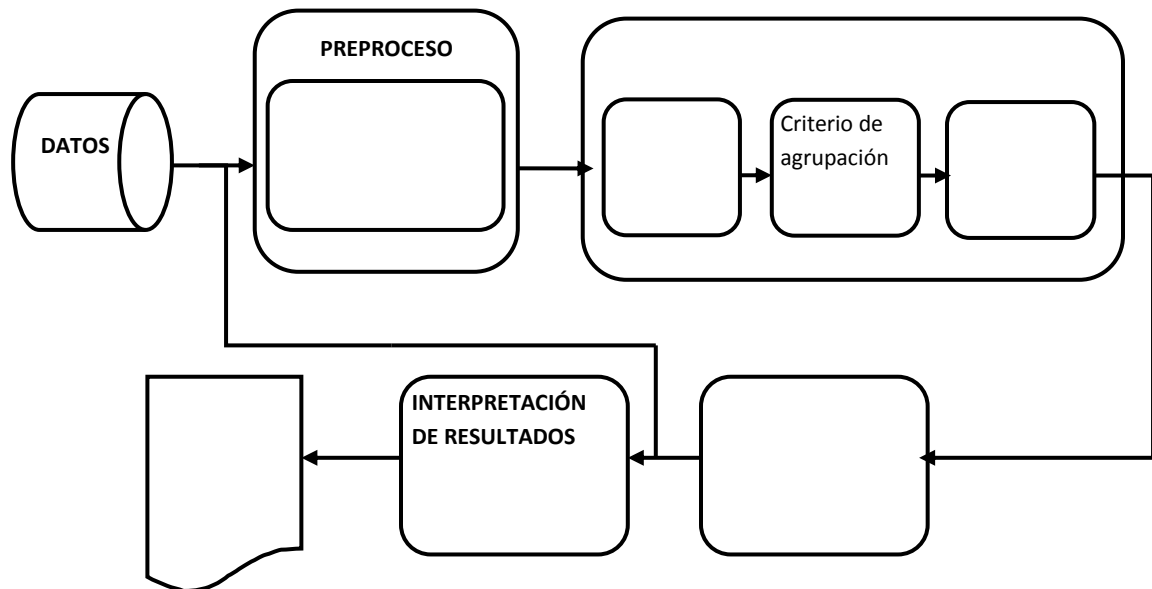 PREPROCESO
DATOS
Criterio de
agrupación
INTERPRETACIÓN
DE RESULTADOS